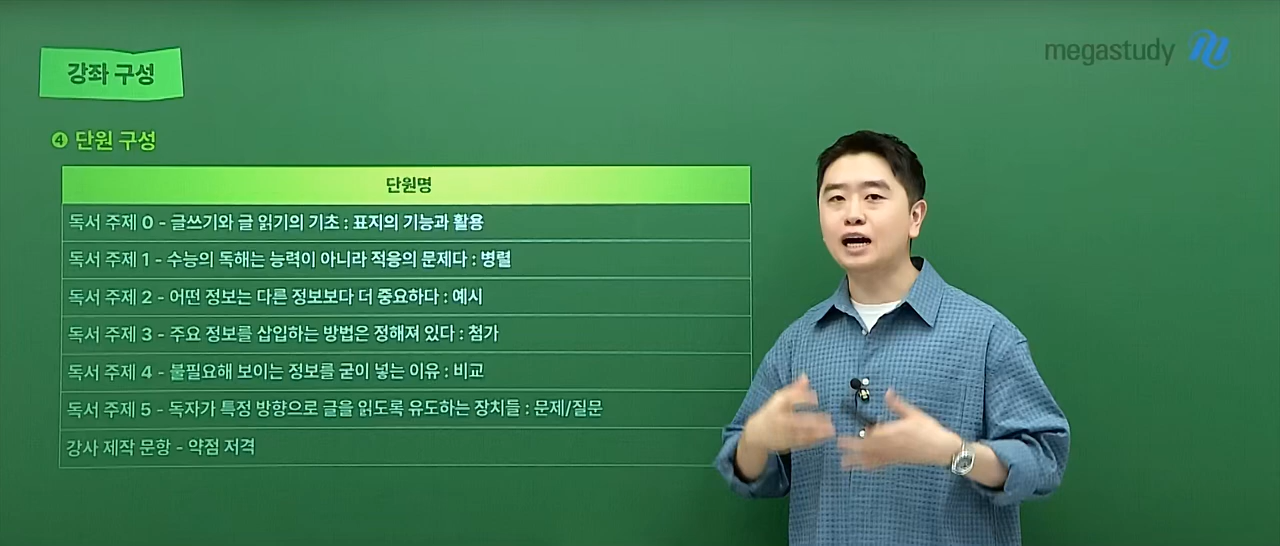 강좌 구성
megastudy
❹ 단원 구성
단원명
독서 주제 0 - 글쓰기와 글 읽기의 기초 : 표지의 기능과 활용
독서 주제 1 - 수능의 독해는 능력이 아니라 적응의 문제다 : 병렬
독서 주제 2 - 어떤 정보는 다른 정보보다 더 중요하다 : 예시
독서 주제 3 - 주요 정보를 삽입하는 방법은 정해져 있다 : 첨가
독서 주제 4 - 불필요해 보이는 정보를 굳이 넣는 이유 : 비교
독서 주제 5 - 독자가 특정 방향으로 글을 읽도록 유도하는 장치들 : 문제/질문
강사 제작 문항 - 약점 저격